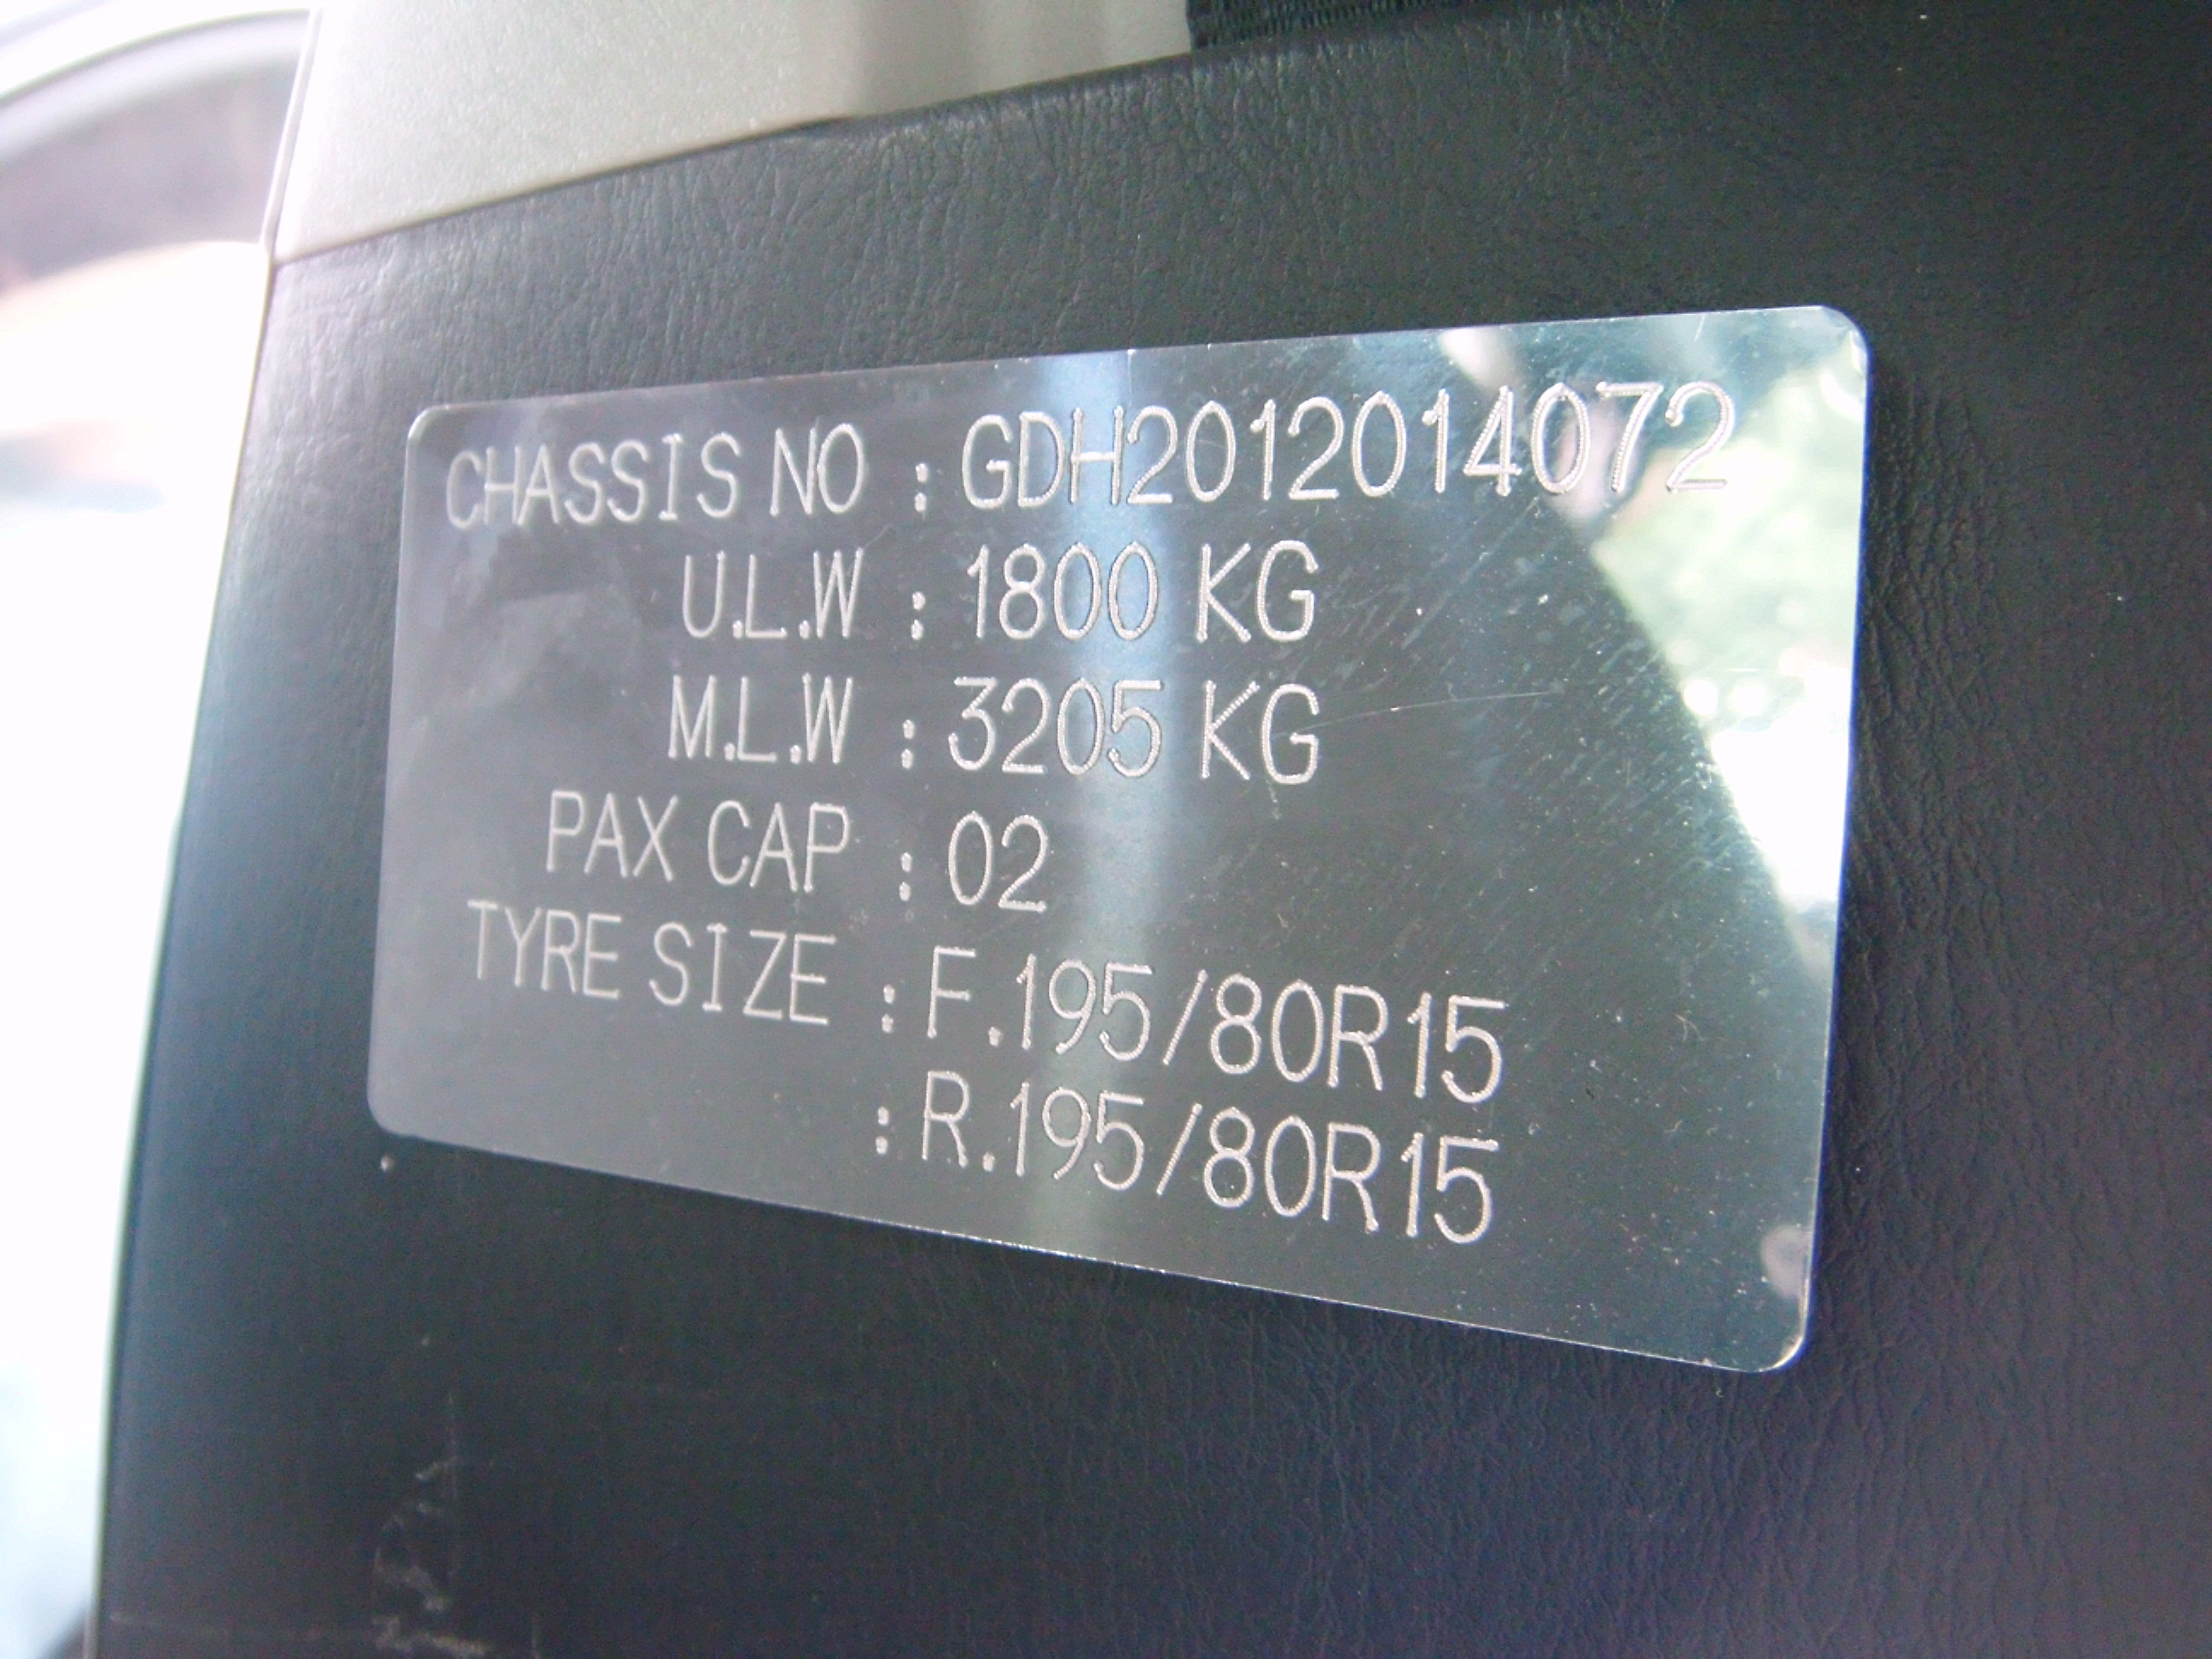 CHASSIS NO : GDH2012014072
U.L.W : 1800 KG
M.L.W : 3205 KG
PAX CAP : 02
TYRE SIZE : F.195/80R15
: R.195/80R15